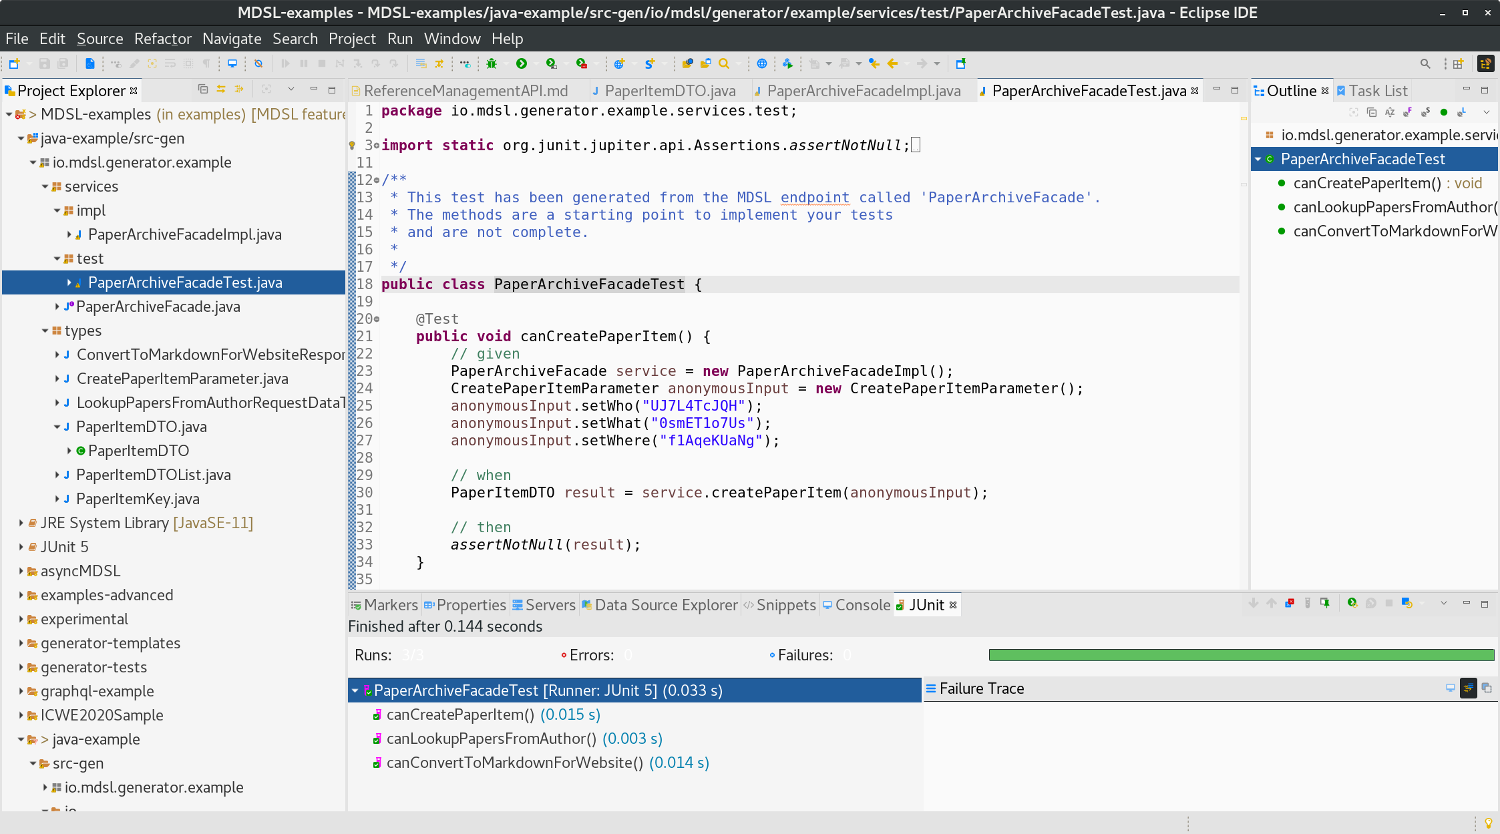 MDSL-examples - MDSL-examples/java-example/src-gen/io/mdsl/generator/example/services/test/PaperArchiveFacadeTest.java - Eclipse IDE
File Edit Source Refactor Navigate Search Project Run Window Help
Project Explorer
> MDSL-examples (in examples) [MDSL feature
java-example/src-gen
io.mdsl.generator.example
services
impl
PaperArchiveFacadeImpl.java
test
PaperArchiveFacadeTest.java
PaperArchiveFacade.java
types
ConvertToMarkdownForWebsiteRespor
CreatePaperItemParameter.java
LookupPapersFromAuthorRequestDataT
PaperItemDTO.java
PaperItemDTO
PaperItemDTOList.java
PaperItemKey.java
JRE System Library [JavaSE-11]
JUnit 5
asyncMDSL
examples-advanced
experimental
generator-templates
generator-tests
graphql-example
ICWE2020Sample
> java-example
src-gen
io.mdsl.generator.example
ReferenceManagementAPI.md PaperItemDTO.java PaperArchiveFacadeImpl.java PaperArchiveFacadeTest.java
1 package io.mdsl.generator.example.services.test;
2
3 import static org.junit.jupiter.api.Assertions.assertNotNull;
11
12 /**
13 * This test has been generated from the MDSL endpoint called 'PaperArchiveFacade'.
14 * The methods are a starting point to implement your tests
15 * and are not complete.
16 *
17 */
18 public class PaperArchiveFacadeTest {
19
20 @Test
21 public void canCreatePaperItem() {
22 // given
23 PaperArchiveFacade service = new PaperArchiveFacadeImpl();
24 CreatePaperItemParameter anonymousInput = new CreatePaperItemParameter();
25 anonymousInput.setWho("UJ7L4TcJQH");
26 anonymousInput.setWhat("0smET1o7Us");
27 anonymousInput.setWhere("f1AqeKUaNg");
28
29 // when
30 PaperItemDTO result = service.createPaperItem(anonymousInput);
31
32 // then
33 assertNotNull(result);
34 }
35
Outline Task List
io.mdsl.generator.example.servi
PaperArchiveFacadeTest
canCreatePaperItem() : void
canLookupPapersFromAuthor(
canConvertToMarkdownForW
Markers Properties Servers Data Source Explorer Snippets Console JUnit
Finished after 0.144 seconds
Runs: 3/3 Errors: 0 Failures: 0
PaperArchiveFacadeTest [Runner: JUnit 5] (0.033 s)
canCreatePaperItem() (0.015 s)
canLookupPapersFromAuthor() (0.003 s)
canConvertToMarkdownForWebsite() (0.014 s)
Failure Trace